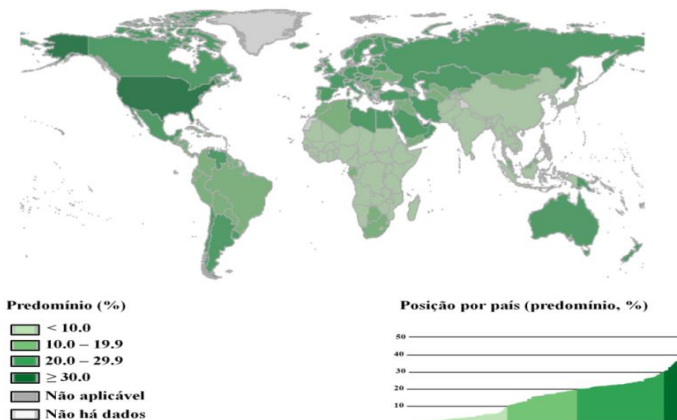 Predomínio (%)
< 10.0
10.0 – 19.9
20.0 – 29.9
≥ 30.0
Não aplicável
Não há dados
Posição por país (predomínio, %)
50
40
30
20
10